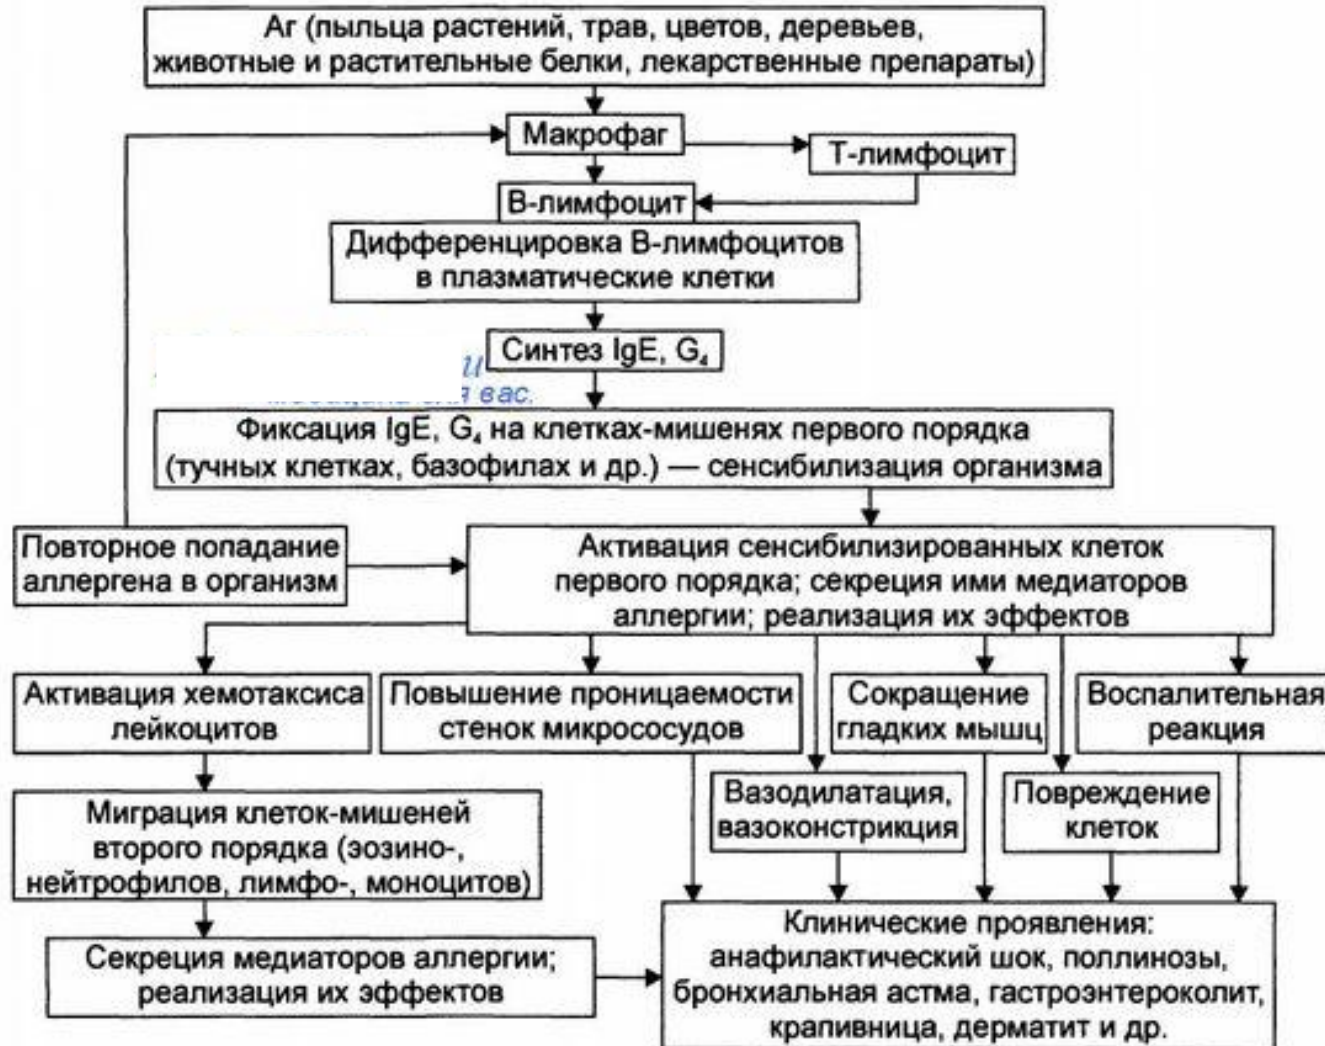 Аг (пыльца растений, трав, цветов, деревьев,
животные и растительные белки, лекарственные препараты)
Макрофаг
Т-лимфоцит
В-лимфоцит
Дифференцировка В-лимфоцитов
в плазматические клетки
Синтез IgE, G₄
вас.
Фиксация IgE, G₄ на клетках-мишенях первого порядка
(тучных клетках, базофилах и др.) — сенсибилизация организма
Повторное попадание
аллергена в организм
Активация сенсибилизированных клеток
первого порядка; секреция ими медиаторов
аллергии; реализация их эффектов
Активация хемотаксиса
лейкоцитов
Повышение проницаемости
стенок микрососудов
Сокращение
гладких мышц
Воспалительная
реакция
Вазодилатация,
вазоконстрикция
Повреждение
клеток
Миграция клеток-мишеней
второго порядка (эозино-,
нейтрофилов, лимфо-, моноцитов)
Секреция медиаторов аллергии;
реализация их эффектов
Клинические проявления:
анафилактический шок, поллинозы,
бронхиальная астма, гастроэнтероколит,
крапивница, дерматит и др.